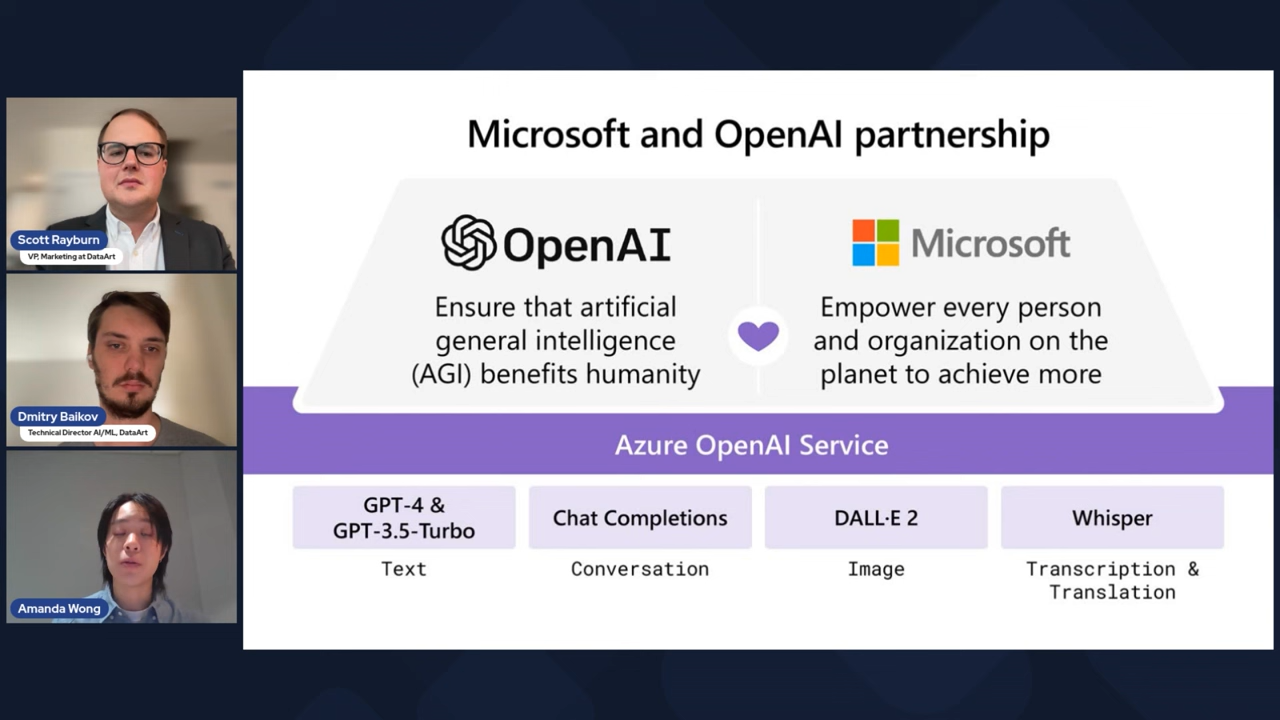 Scott Rayburn
VP, Marketing at DataArt
Dmitry Baikov
Technical Director AI/ML, DataArt
Amanda Wong
Microsoft and OpenAI partnership
OpenAI
Ensure that artificial
general intelligence
(AGI) benefits humanity
Microsoft
Empower every person
and organization on the
planet to achieve more
Azure OpenAI Service
GPT-4 &
GPT-3.5-Turbo
Text
Chat Completions
Conversation
DALL·E 2
Image
Whisper
Transcription &
Translation